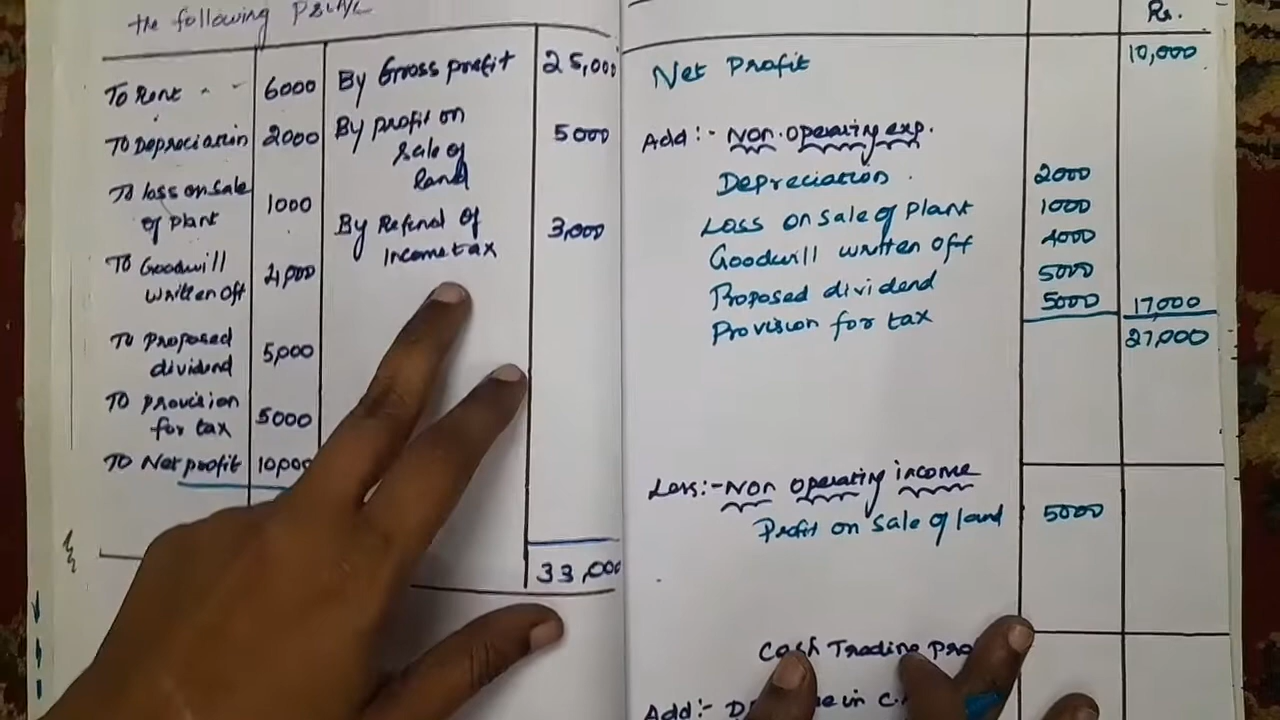 the following P&L A/c
To Rent 6000 By Gross profit 25,000
To Depreciation 2000 By profit on
sale of
land 5000
To loss on sale
of plant 1000 By Refund of
income tax 3,000
To Goodwill
written off 4,000
To Proposed
dividend 5,000
To provision
for tax 5000
To Net profit 10,000
33,000
Rs.
Net Profit 10,000
Add:- Non-operating exp.
Depreciation 2000
Loss on sale of plant 1000
Goodwill written off 4000
Proposed dividend 5000
Provision for tax 5000 17,000
27,000
Less:- Non operating income
Profit on sale of land 5000
Cash Trading
Add:-